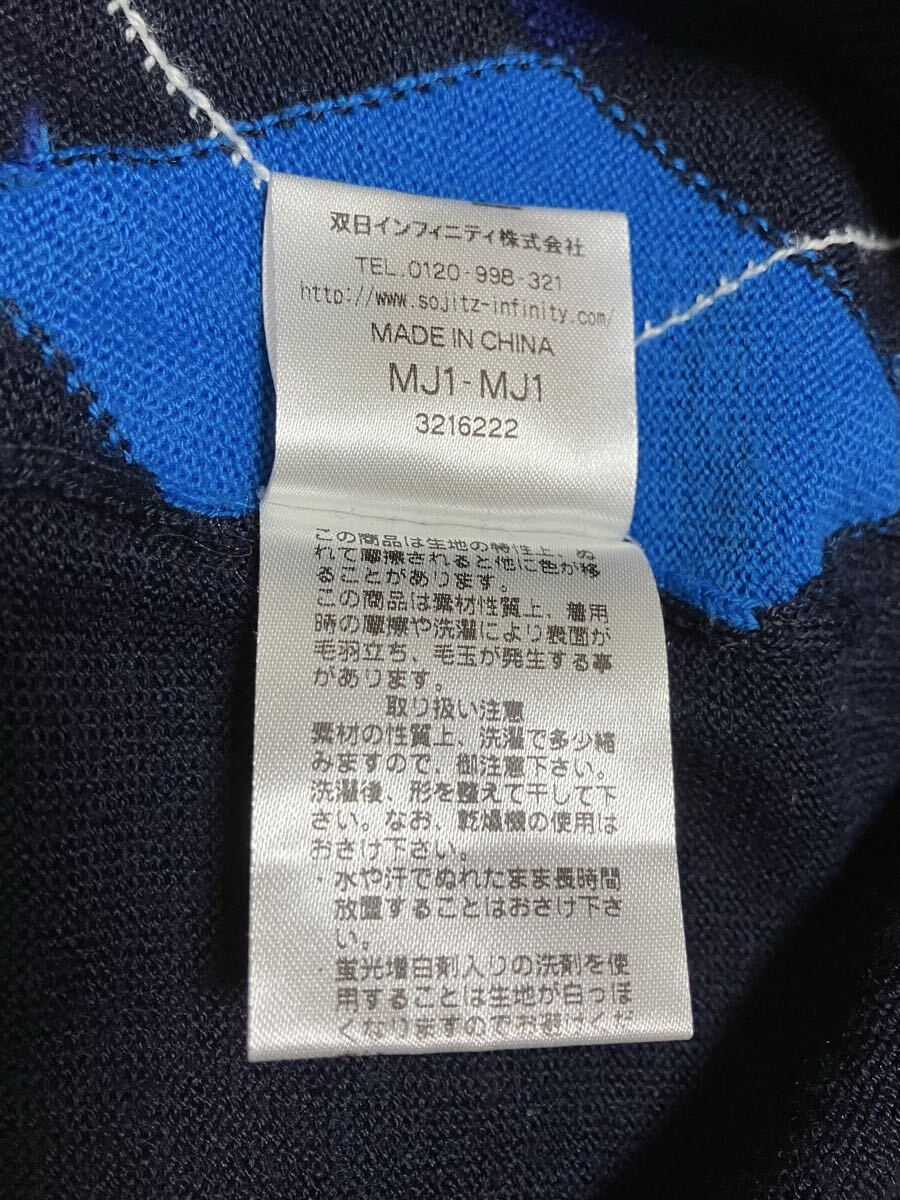 双日インフィニティ株式会社
TEL.0120-998-321
http://www.sojitz-infinity.com/
MADE IN CHINA
MJ1-MJ1
3216222
この商品は生地の特性上、ぬ
れて摩擦されると他に色が移
ることがあります。
この商品は素材性質上、着用
時の摩擦や洗濯により表面が
毛羽立ち、毛玉が発生する事
があります。
取り扱い注意
素材の性質上、洗濯で多少縮
みますので、御注意下さい。
洗濯後、形を整えて干して下
さい。なお、乾燥機の使用は
おさけ下さい。
・水や汗でぬれたまま長時間
放置することはおさけ下さ
い。
・蛍光増白剤入りの洗剤を使
用することは生地が白っぽ
くなりますのでお避けくだ